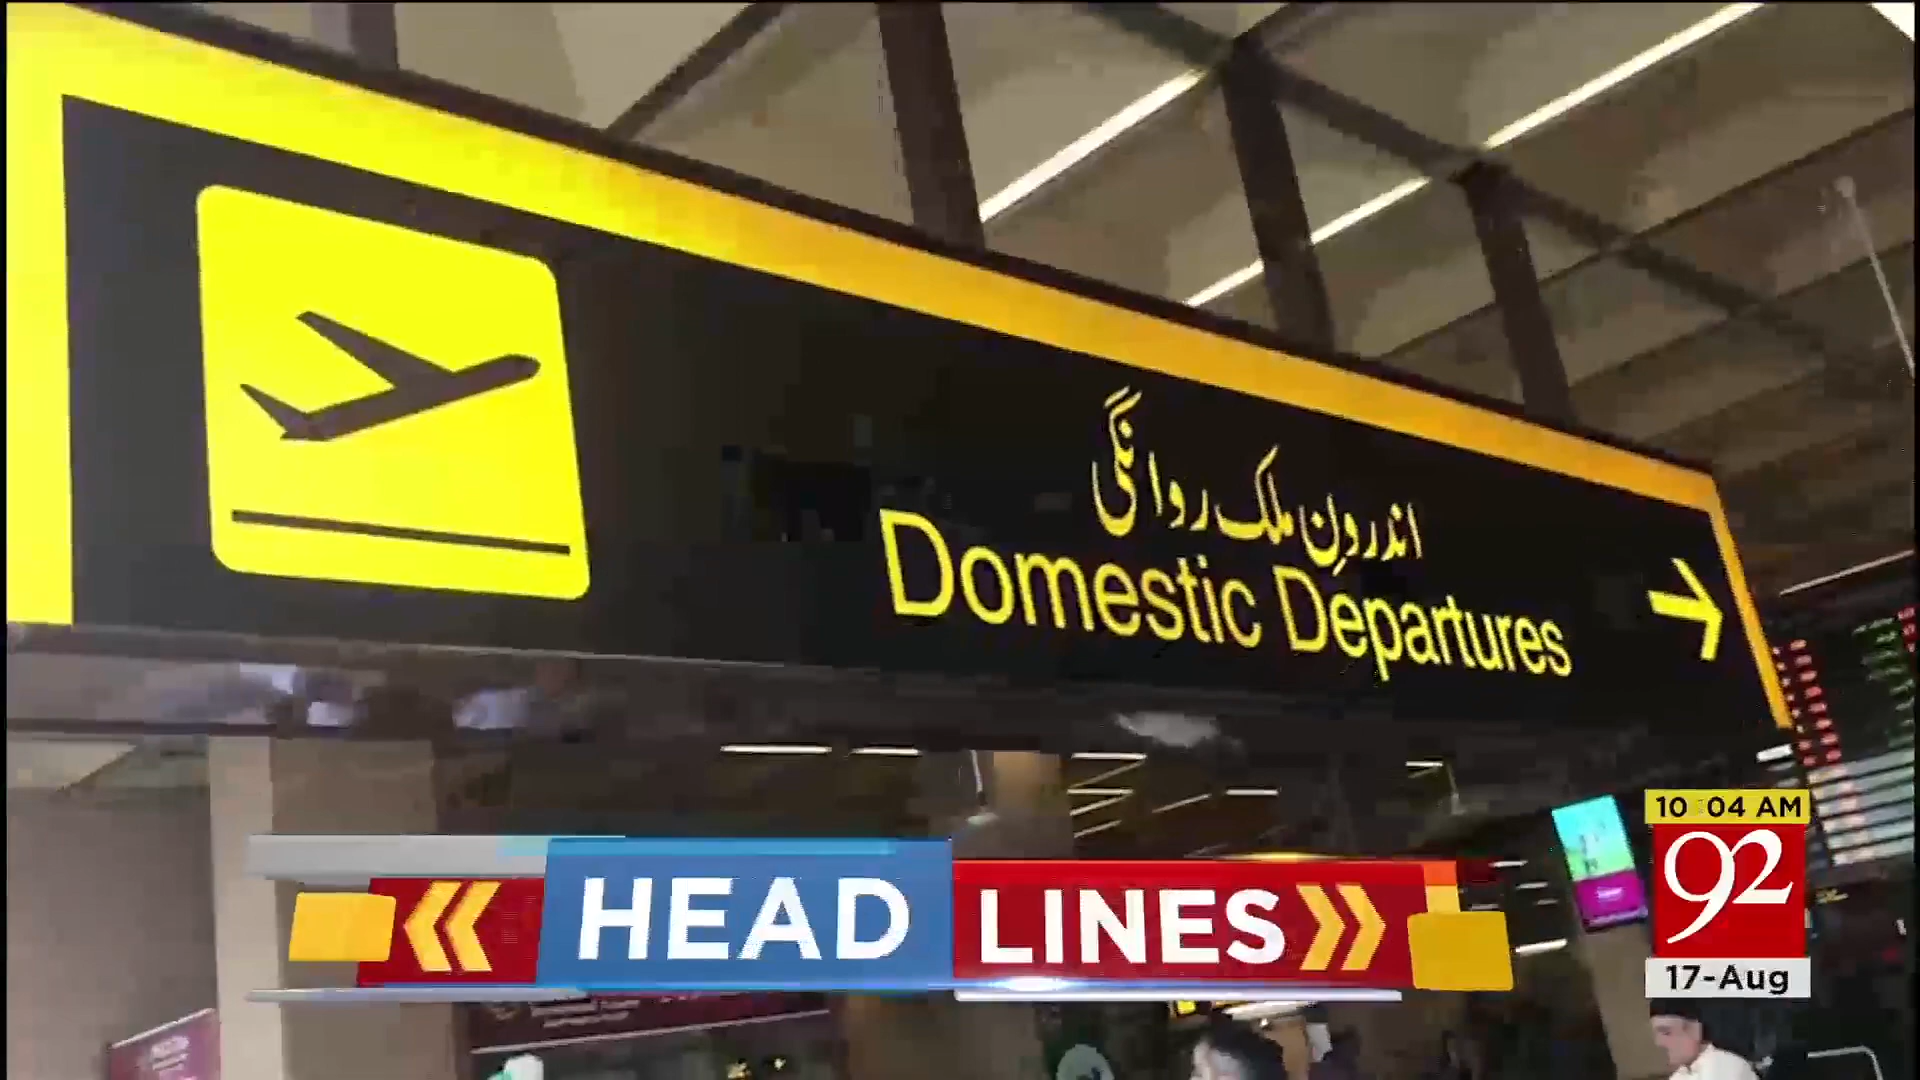 اندرونِ ملک روانگی
Domestic Departures
HEAD LINES
10:04 AM
92
17-Aug